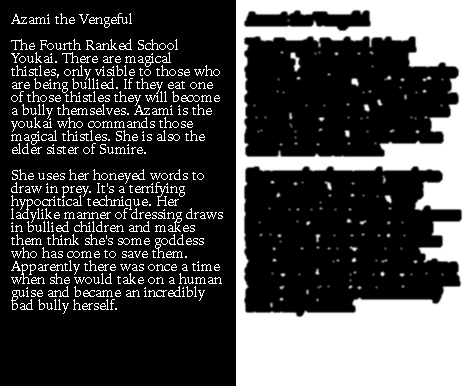 Azami the Vengeful
The Fourth Ranked School
Youkai. There are magical
thistles, only visible to those who
are being bullied. If they eat one
of those thistles they will become
a bully themselves. Azami is the
youkai who commands those
magical thistles. She is also the
elder sister of Sumire.
She uses her honeyed words to
draw in prey. It's a terrifying
hypocritical technique. Her
ladylike manner of dressing draws
in bullied children and makes
them think she's some goddess
who has come to save them.
Apparently there was once a time
when she would take on a human
guise and became an incredibly
bad bully herself.